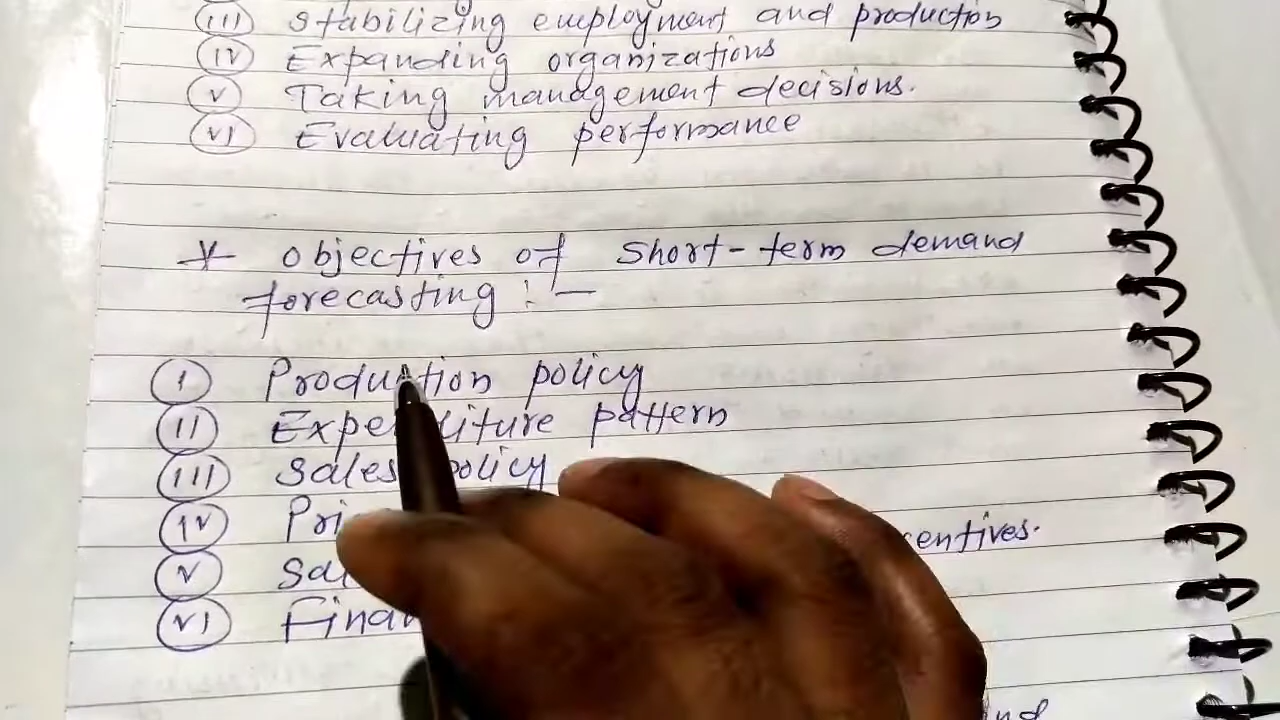 (iii) Stabilizing employment and production
(iv) Expanding organizations
(v) Taking management decisions.
(vi) Evaluating performance
* Objectives of Short-term demand
forecasting :-
(i) Production policy
(ii) Expenditure pattern
(iii) Sales policy
(iv)
(v)
(vi)